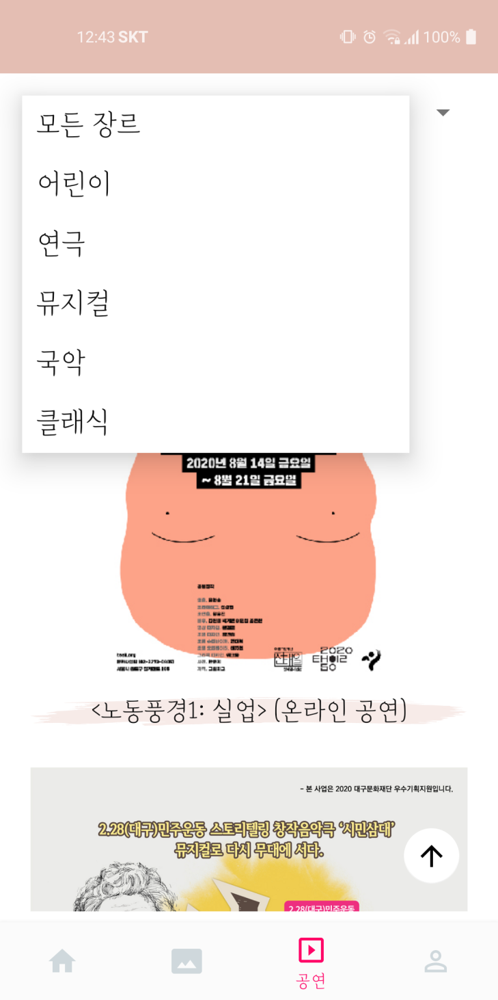 12:43 SKT
100%
모든 장르
어린이
연극
뮤지컬
국악
클래식
2020년 8월 14일 금요일
~ 8월 21일 금요일
공동창작
2020
<노동풍경1: 실업> (온라인 공연)
- 본 사업은 2020 대구문화재단 우수기획지원입니다.
2.28(대구)민주운동 스토리텔링 창작음악극 '시민삼대'
뮤지컬로 다시 무대에 서다.
2.28(대구)민주운동
공연